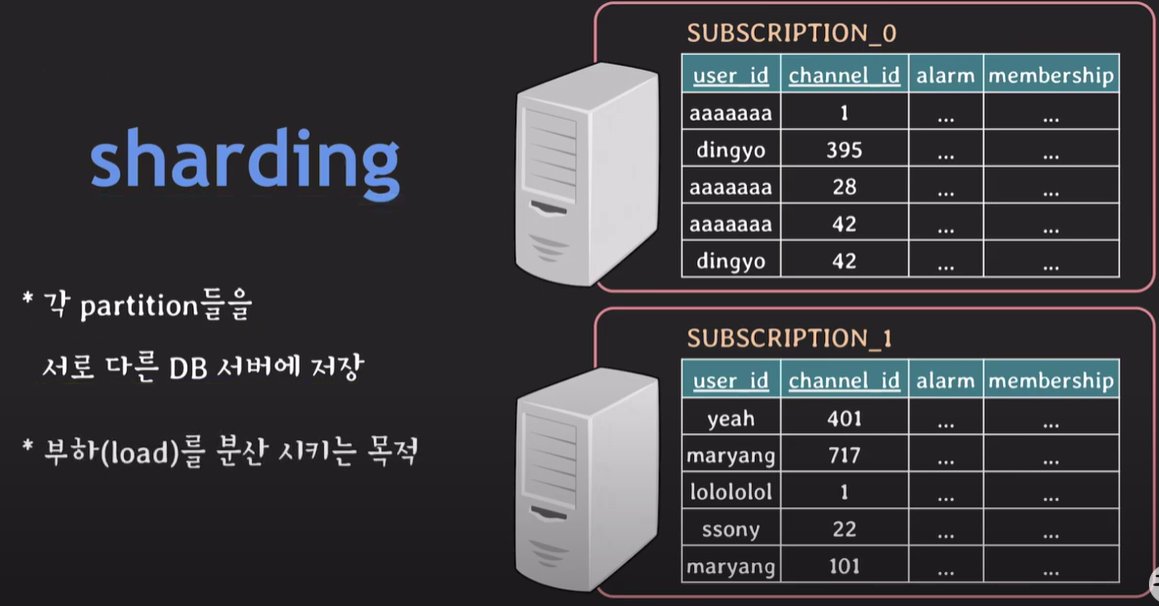 sharding
* 각 partition들을
서로 다른 DB 서버에 저장
* 부하(load)를 분산 시키는 목적
SUBSCRIPTION_0
user_id channel_id alarm membership
aaaaaaa 1 ... ...
dingyo 395 ... ...
aaaaaaa 28 ... ...
aaaaaaa 42 ... ...
dingyo 42 ... ...
SUBSCRIPTION_1
user_id channel_id alarm membership
yeah 401 ... ...
maryang 717 ... ...
lolololol 1 ... ...
ssony 22 ... ...
maryang 101 ... ...